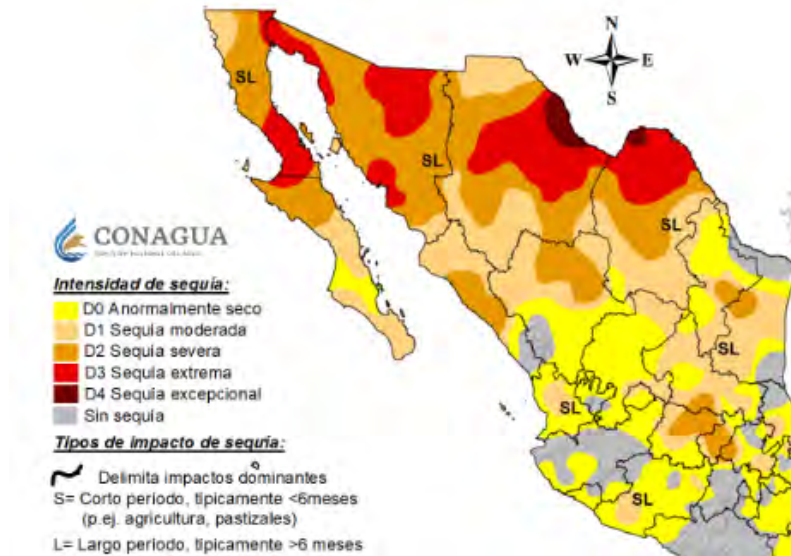 N
W E
S
SL
SL
SL
SL
SL
SL
CONAGUA
Intensidad de sequía:
D0 Anormalmente seco
D1 Sequía moderada
D2 Sequía severa
D3 Sequía extrema
D4 Sequía excepcional
Sin sequía
Tipos de impacto de sequía:
Delimita impactos dominantes
S= Corto periodo, típicamente <6meses
(p.ej. agricultura, pastizales)
L= Largo periodo, típicamente >6 meses